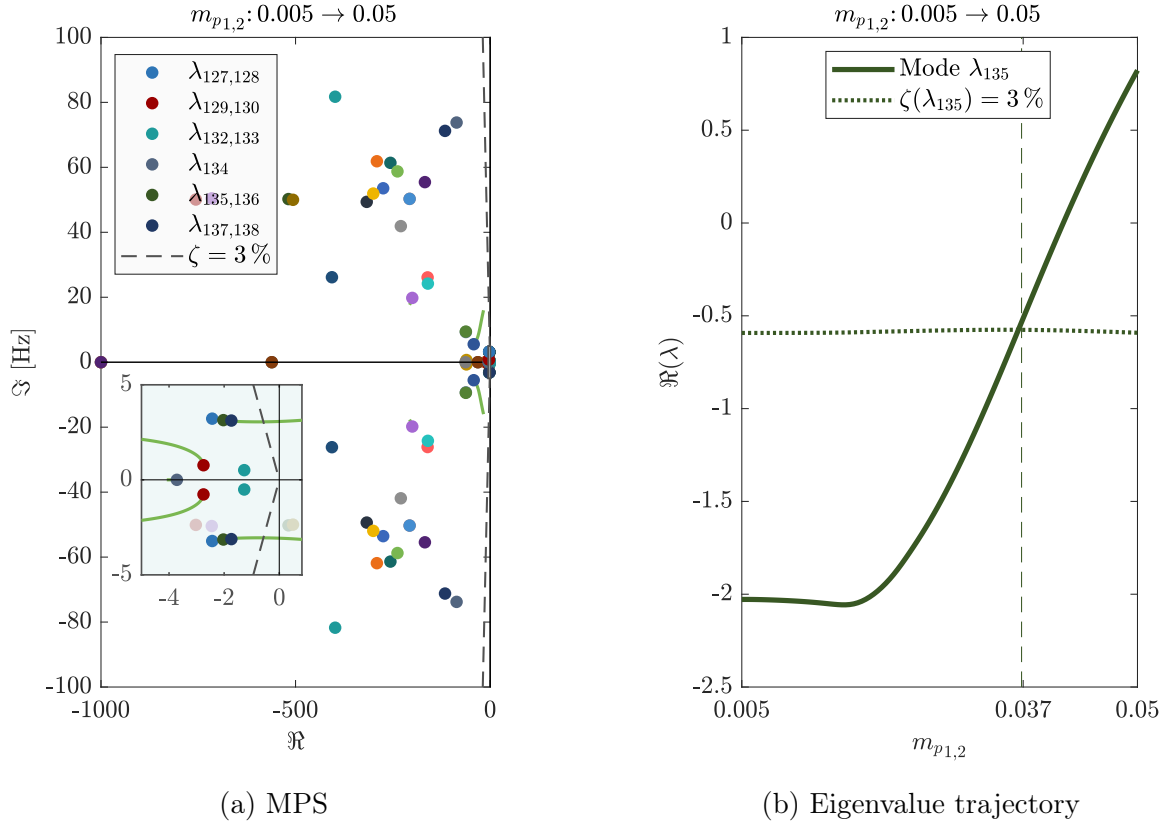 m_{p_{1,2}}: 0.005 → 0.05
100
80
60
40
20
0
-20
-40
-60
-80
-100
ℑ [Hz]
λ_{127,128}
λ_{129,130}
λ_{132,133}
λ_{134}
λ_{135,136}
λ_{137,138}
ζ = 3 %
5
0
-5
-4 -2 0
-1000 -500 0
ℜ
(a) MPS
m_{p_{1,2}}: 0.005 → 0.05
Mode λ_{135}
ζ(λ_{135}) = 3 %
1
0.5
0
-0.5
-1
-1.5
-2
-2.5
ℜ(λ)
0.005 0.037 0.05
m_{p_{1,2}}
(b) Eigenvalue trajectory